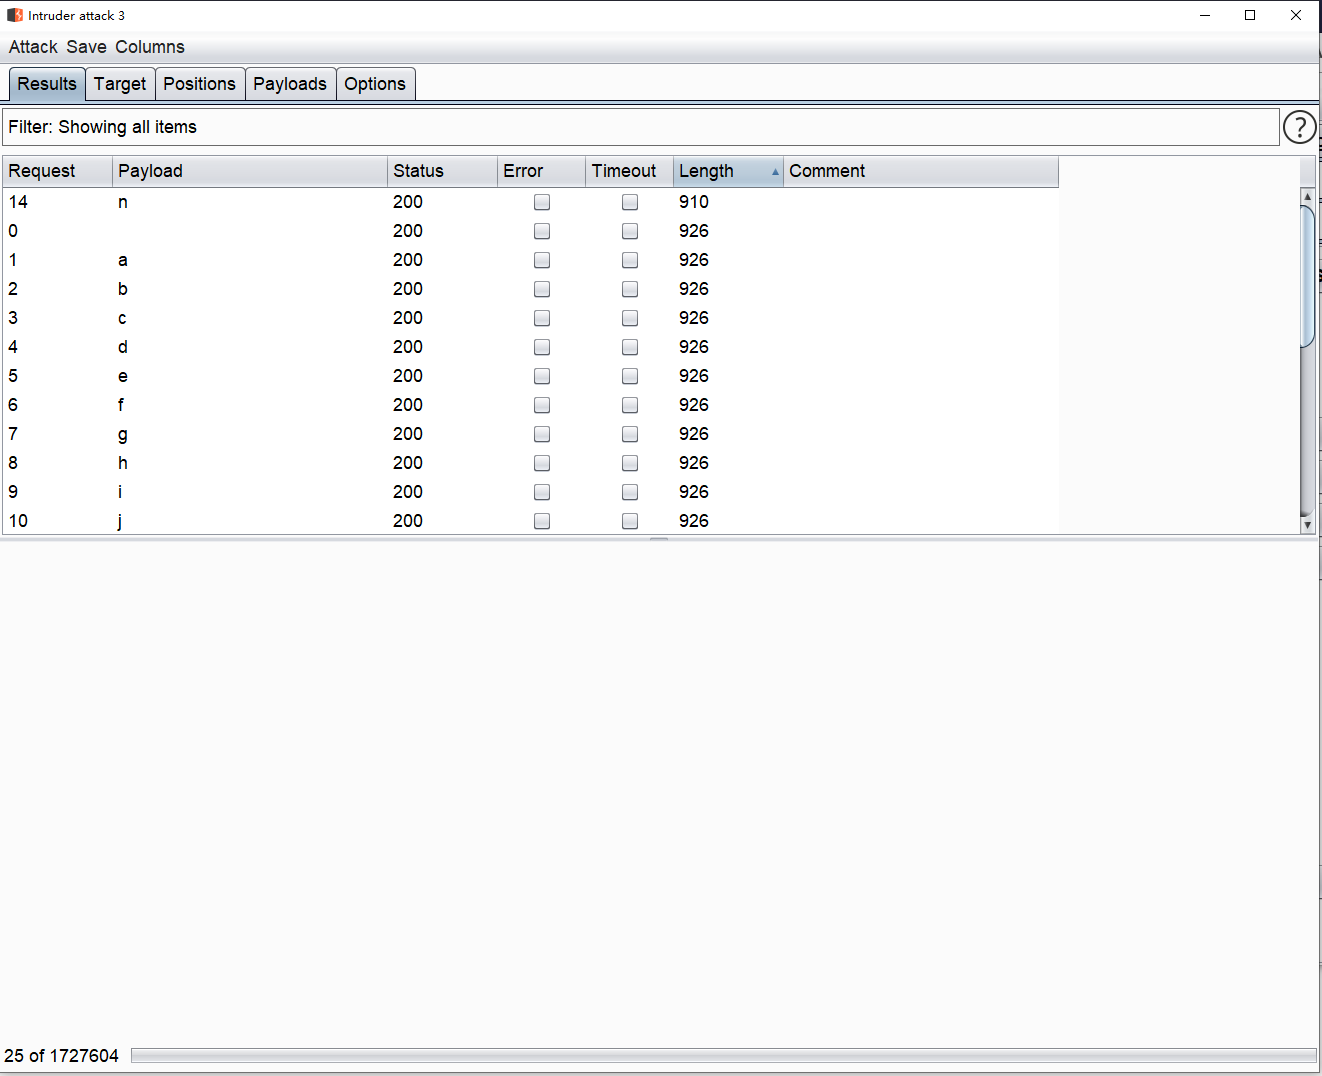 Intruder attack 3
Attack Save Columns
Results Target Positions Payloads Options
Filter: Showing all items
?
Request Payload Status Error Timeout Length Comment
14 n 200 910
0 200 926
1 a 200 926
2 b 200 926
3 c 200 926
4 d 200 926
5 e 200 926
6 f 200 926
7 g 200 926
8 h 200 926
9 i 200 926
10 j 200 926
25 of 1727604